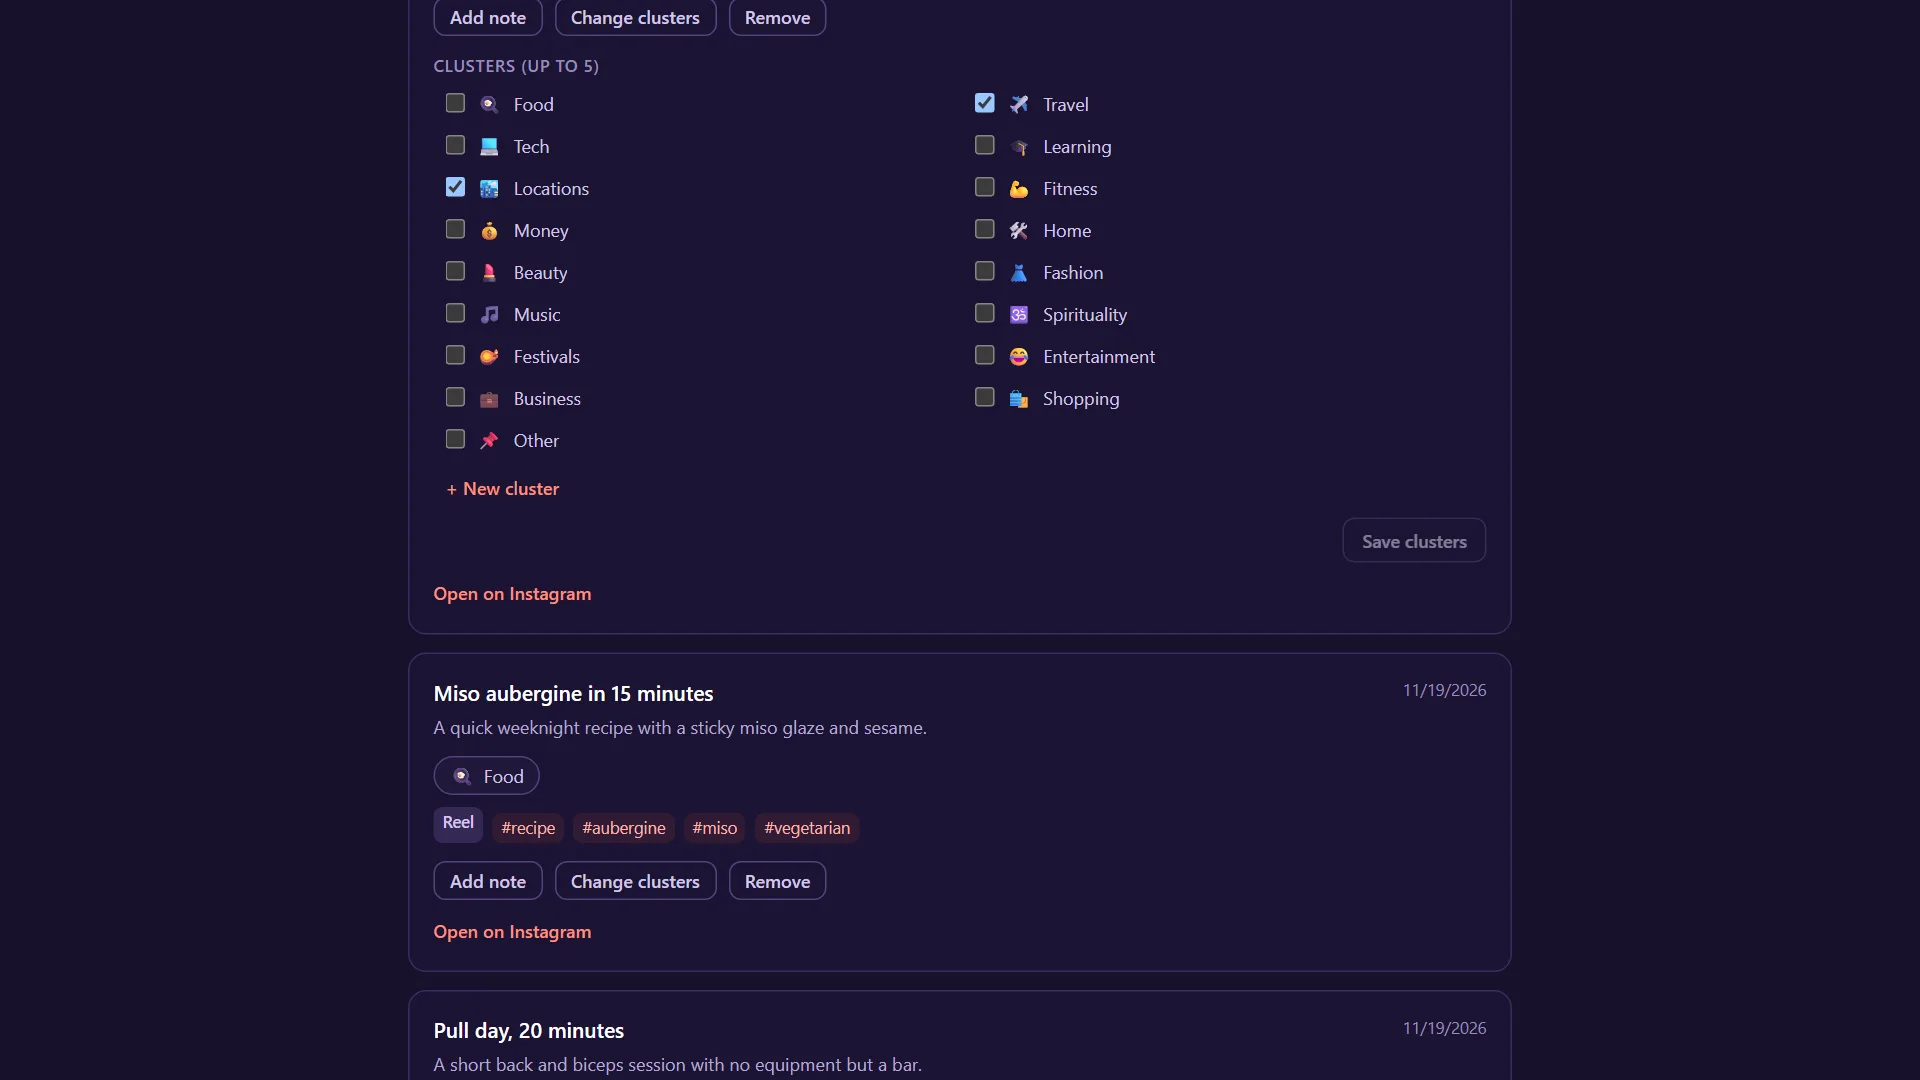 Add note Change clusters Remove
CLUSTERS (UP TO 5)
Food Travel
Tech Learning
Locations Fitness
Money Home
Beauty Fashion
Music Spirituality
Festivals Entertainment
Business Shopping
Other
+ New cluster
Save clusters
Open on Instagram
Miso aubergine in 15 minutes 11/19/2026
A quick weeknight recipe with a sticky miso glaze and sesame.
Food
Reel #recipe #aubergine #miso #vegetarian
Add note Change clusters Remove
Open on Instagram
Pull day, 20 minutes 11/19/2026
A short back and biceps session with no equipment but a bar.